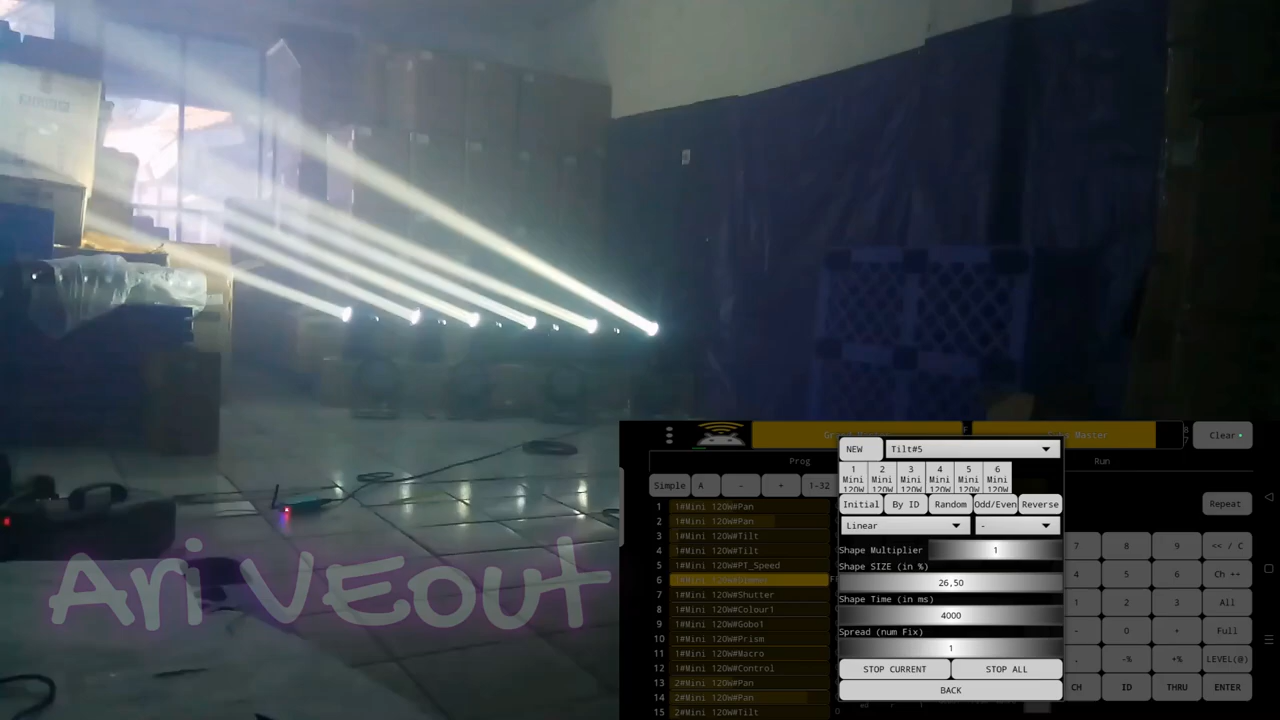 Clear
Prog
Run
NEW
Tilt#5
1 Mini 120W
2 Mini 120W
3 Mini 120W
4 Mini 120W
5 Mini 120W
6 Mini 120W
Simple A - + 1-32
Initial By ID Random Odd/Even Reverse
Repeat
Linear -
Shape Multiplier 1
Shape SIZE (in %)
26,50
Shape Time (in ms)
4000
Spread (num Fix)
1
STOP CURRENT STOP ALL
BACK
1 1#Mini 120W#Pan
2 1#Mini 120W#Pan
3 1#Mini 120W#Tilt
4 1#Mini 120W#Tilt
5 1#Mini 120W#PT_Speed
6
7 1#Mini 120W#Shutter
8 1#Mini 120W#Colour1
9 1#Mini 120W#Gobo1
10 1#Mini 120W#Prism
11 1#Mini 120W#Macro
12 1#Mini 120W#Control
13 2#Mini 120W#Pan
14 2#Mini 120W#Pan
15 2#Mini 120W#Tilt
7 8 9 << / C
4 5 6 Ch ++
1 2 3 All
- 0 + Full
. -% +% LEVEL(@)
CH ID THRU ENTER
Ari VEOUT